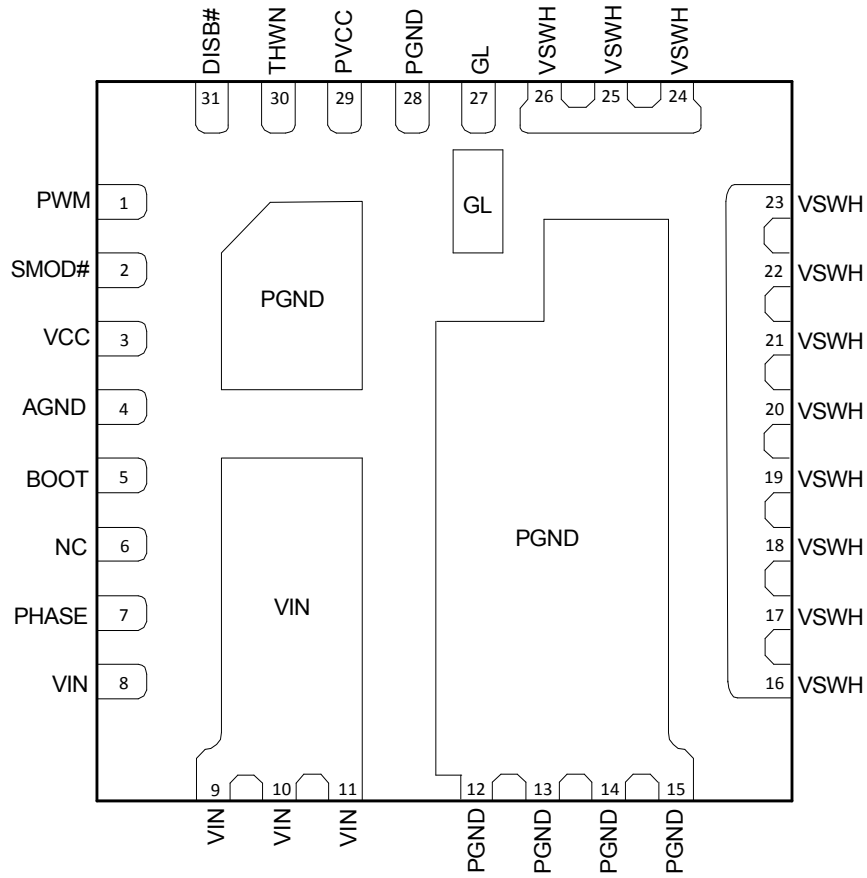 DISB#
THWN
PVCC
PGND
GL
VSWH
VSWH
VSWH
31
30
29
28
27
26
25
24
PWM 1
SMOD# 2
VCC 3
AGND 4
BOOT 5
NC 6
PHASE 7
VIN 8
GL
PGND
VIN
PGND
23 VSWH
22 VSWH
21 VSWH
20 VSWH
19 VSWH
18 VSWH
17 VSWH
16 VSWH
9
10
11
12
13
14
15
VIN
VIN
VIN
PGND
PGND
PGND
PGND